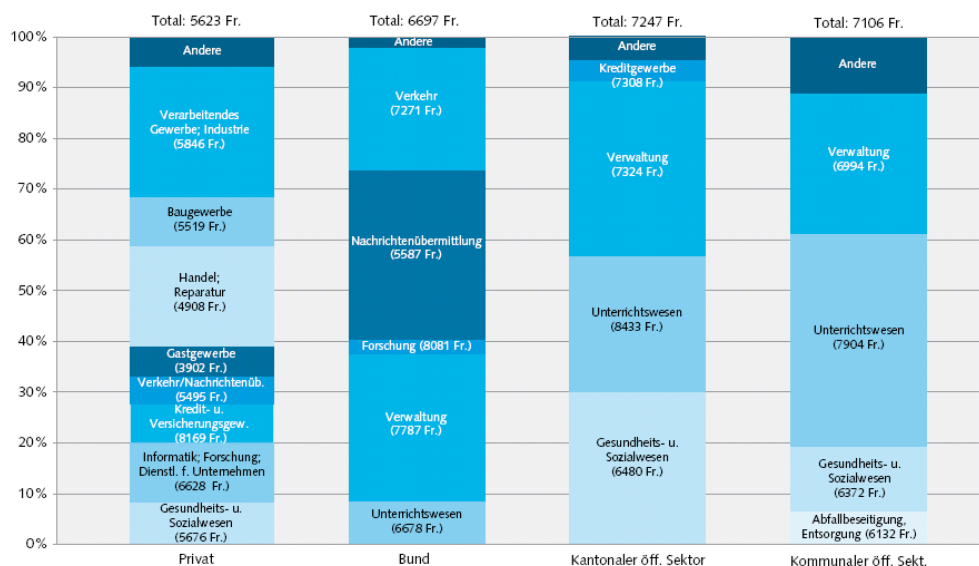 Total: 5623 Fr.
Total: 6697 Fr.
Total: 7247 Fr.
Total: 7106 Fr.
100%
90%
80%
70%
60%
50%
40%
30%
20%
10%
0%
Andere
Verarbeitendes
Gewerbe; Industrie
(5846 Fr.)
Baugewerbe
(5519 Fr.)
Handel;
Reparatur
(4908 Fr.)
Gastgewerbe
(3902 Fr.)
Verkehr/Nachrichtenüb.
(5495 Fr.)
Kredit- u.
Versicherungsgew.
(8169 Fr.)
Informatik; Forschung;
Dienstl. f. Unternehmen
(6628 Fr.)
Gesundheits- u.
Sozialwesen
(5676 Fr.)
Privat
Andere
Verkehr
(7271 Fr.)
Nachrichtenübermittlung
(5587 Fr.)
Forschung (8081 Fr.)
Verwaltung
(7787 Fr.)
Unterrichtswesen
(6678 Fr.)
Bund
Andere
Kreditgewerbe
(7308 Fr.)
Verwaltung
(7324 Fr.)
Unterrichtswesen
(8433 Fr.)
Gesundheits- u.
Sozialwesen
(6480 Fr.)
Kantonaler öff. Sektor
Andere
Verwaltung
(6994 Fr.)
Unterrichtswesen
(7904 Fr.)
Gesundheits- u.
Sozialwesen
(6372 Fr.)
Abfallbeseitigung,
Entsorgung (6132 Fr.)
Kommunaler öff. Sekt.